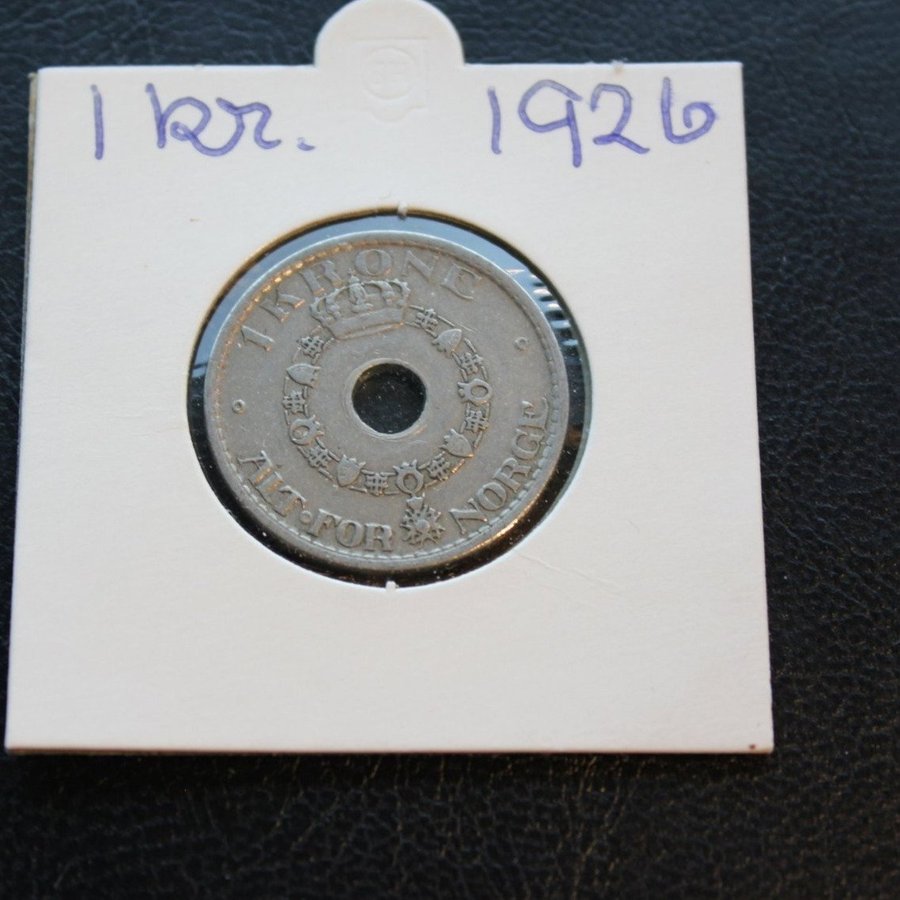 1 kr. 1926
1 KRONE
ALT·FOR NORGE